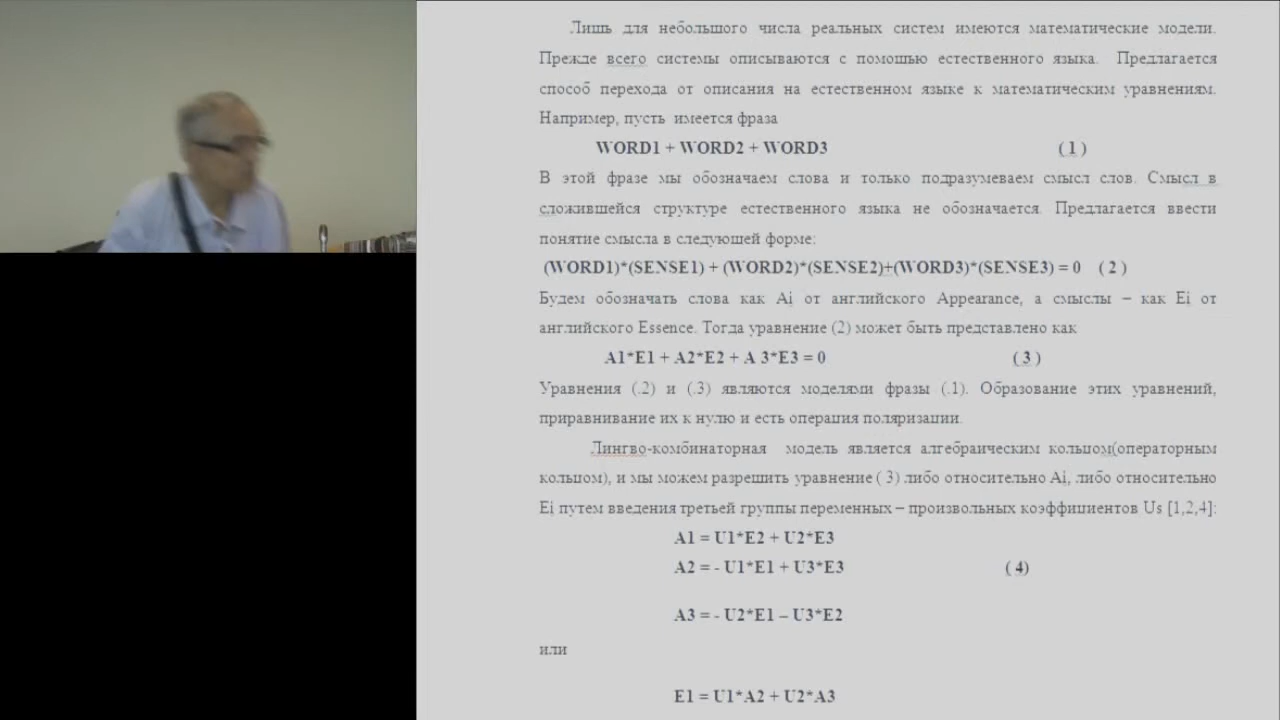 Лишь для небольшого числа реальных систем имеются математические модели.
Прежде всего системы описываются с помощью естественного языка. Предлагается
способ перехода от описания на естественном языке к математическим уравнениям.
Например, пусть имеется фраза
WORD1 + WORD2 + WORD3 ( 1 )
В этой фразе мы обозначаем слова и только подразумеваем смысл слов. Смысл в
сложившейся структуре естественного языка не обозначается. Предлагается ввести
понятие смысла в следующей форме:
(WORD1)*(SENSE1) + (WORD2)*(SENSE2)+(WORD3)*(SENSE3) = 0 ( 2 )
Будем обозначать слова как Ai от английского Appearance, а смыслы – как Ei от
английского Essence. Тогда уравнение (2) может быть представлено как
A1*E1 + A2*E2 + A 3*E3 = 0 ( 3 )
Уравнения (.2) и (.3) являются моделями фразы (.1). Образование этих уравнений,
приравнивание их к нулю и есть операция поляризации.
Лингво-комбинаторная модель является алгебраическим кольцом(операторным
кольцом), и мы можем разрешить уравнение ( 3) либо относительно Ai, либо относительно
Ei путем введения третьей группы переменных – произвольных коэффициентов Us [1,2,4]:
A1 = U1*E2 + U2*E3
A2 = - U1*E1 + U3*E3 ( 4)
A3 = - U2*E1 – U3*E2
или
E1 = U1*A2 + U2*A3